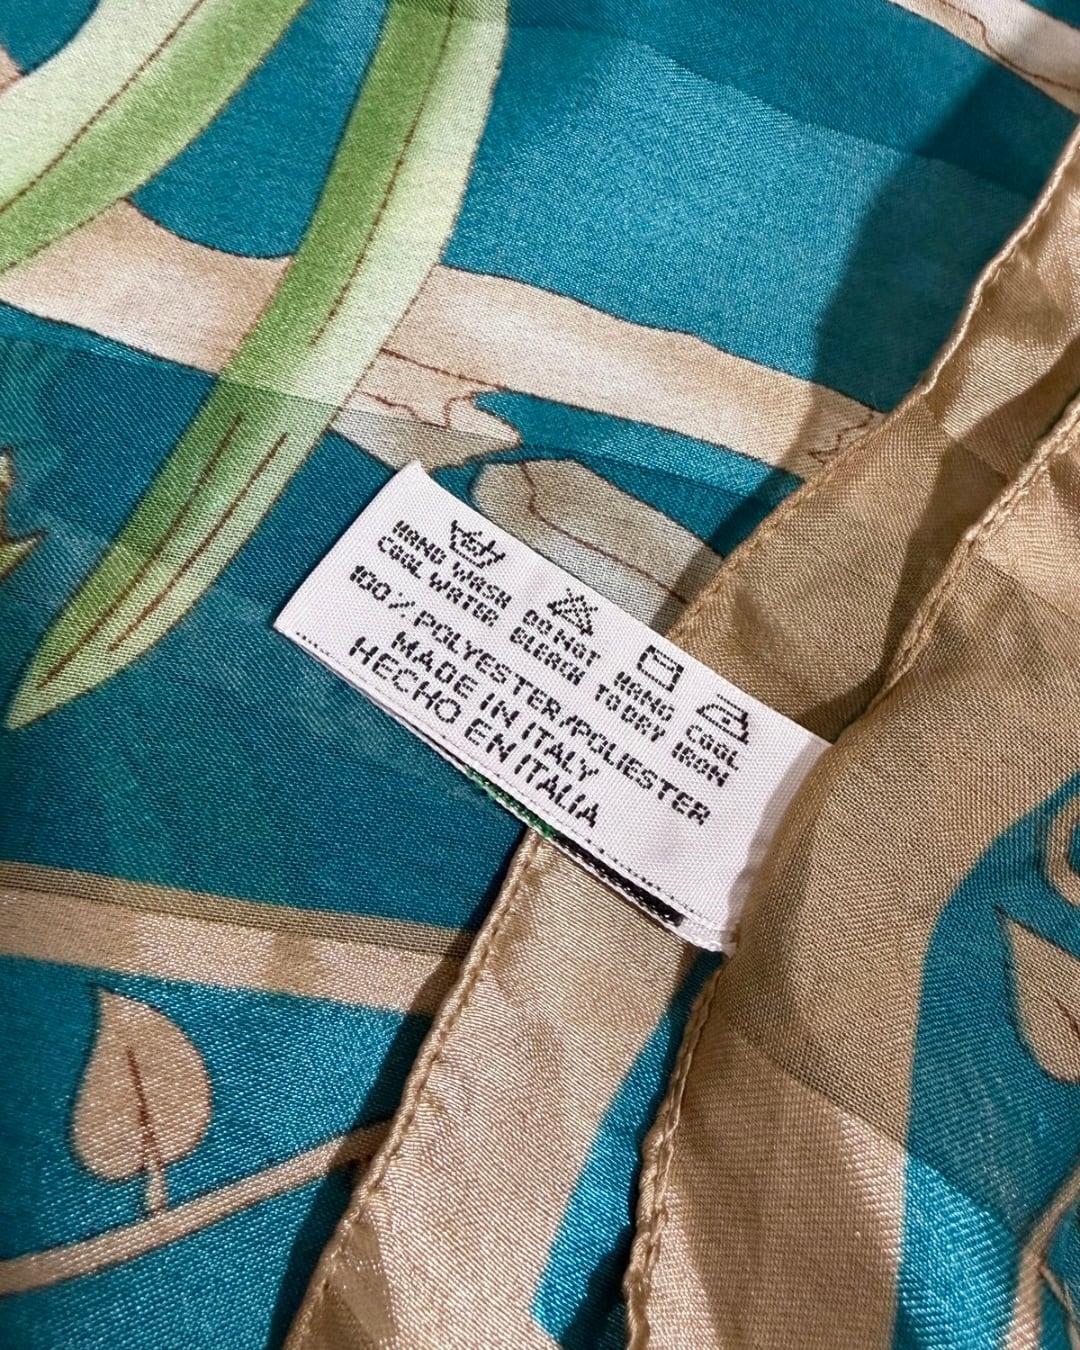 HAND WASH
COOL WATER
DO NOT
BLEACH
HANG
TO DRY
COOL
IRON
100%POLYESTER/POLIESTER
MADE IN ITALY
HECHO EN ITALIA